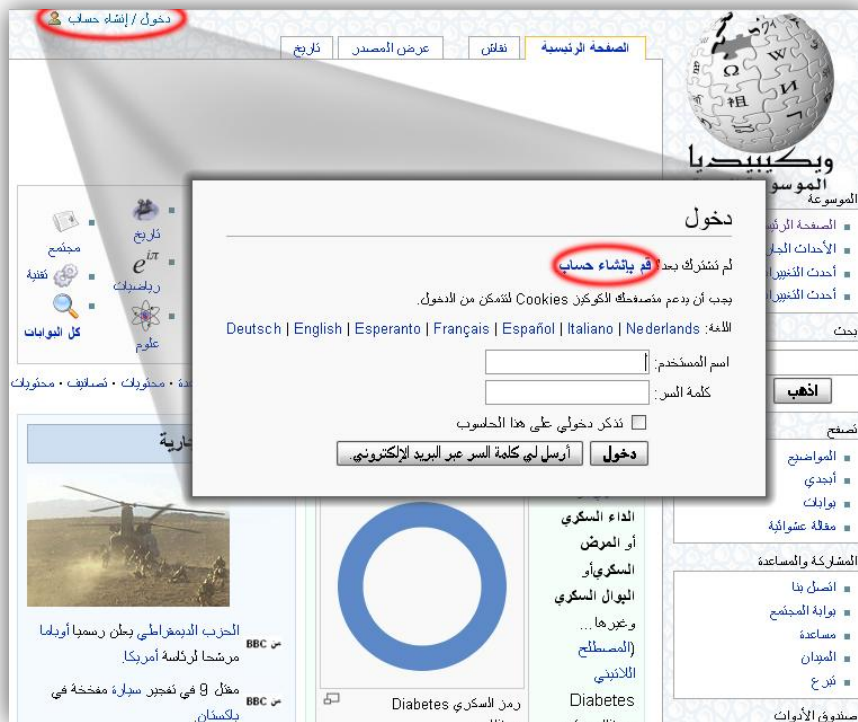 دخول / إنشاء حساب
الصفحة الرئيسية
نقاش
عرض المصدر
تاريخ
ويكيبيديا
الموسو
الموسوعة
الصفحة الرئي
الأحداث الجار
أحدث التغييرا
أحدث التغييرا
بحث
اذهب
تصفح
المواضيع
أبجدي
بوابات
مقالة عشوائية
المشاركة والمساعدة
اتصل بنا
بوابة المجتمع
مساعدة
الميدان
تبرع
صندوق الأدوات
تاريخ
مجتمع
رياضيات
تقنية
علوم
كل البوابات
محتويات · تصانيف · محتويات
دخول
لم تشترك بعد؟ قم بإنشاء حساب
يجب أن يدعم متصفحك الكوكيز Cookies لتتمكن من الدخول.
اللغة: Deutsch | English | Esperanto | Français | Español | Italiano | Nederlands
اسم المستخدم:
كلمة السر:
تذكر دخولي على هذا الحاسوب
دخول
أرسل لي كلمة السر عبر البريد الإلكتروني.
جارية
الداء السكري
أو المرض
السكري أو
البوال السكري
وغيرها...
(المصطلح
اللاتيني
Diabetes
رمز السكري Diabetes
من BBC الحزب الديمقراطي يعلن رسميا أوباما
مرشحا لرئاسة أمريكا.
من BBC مقتل 9 في تفجير سيارة مفخخة في
باكستان.